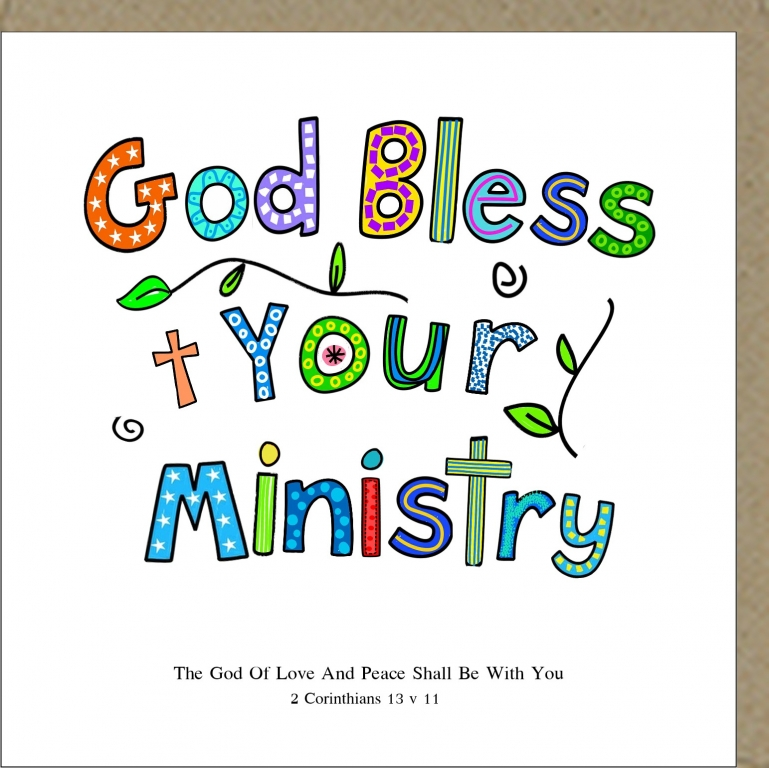 God Bless
Your
Ministry
The God Of Love And Peace Shall Be With You
2 Corinthians 13 v 11